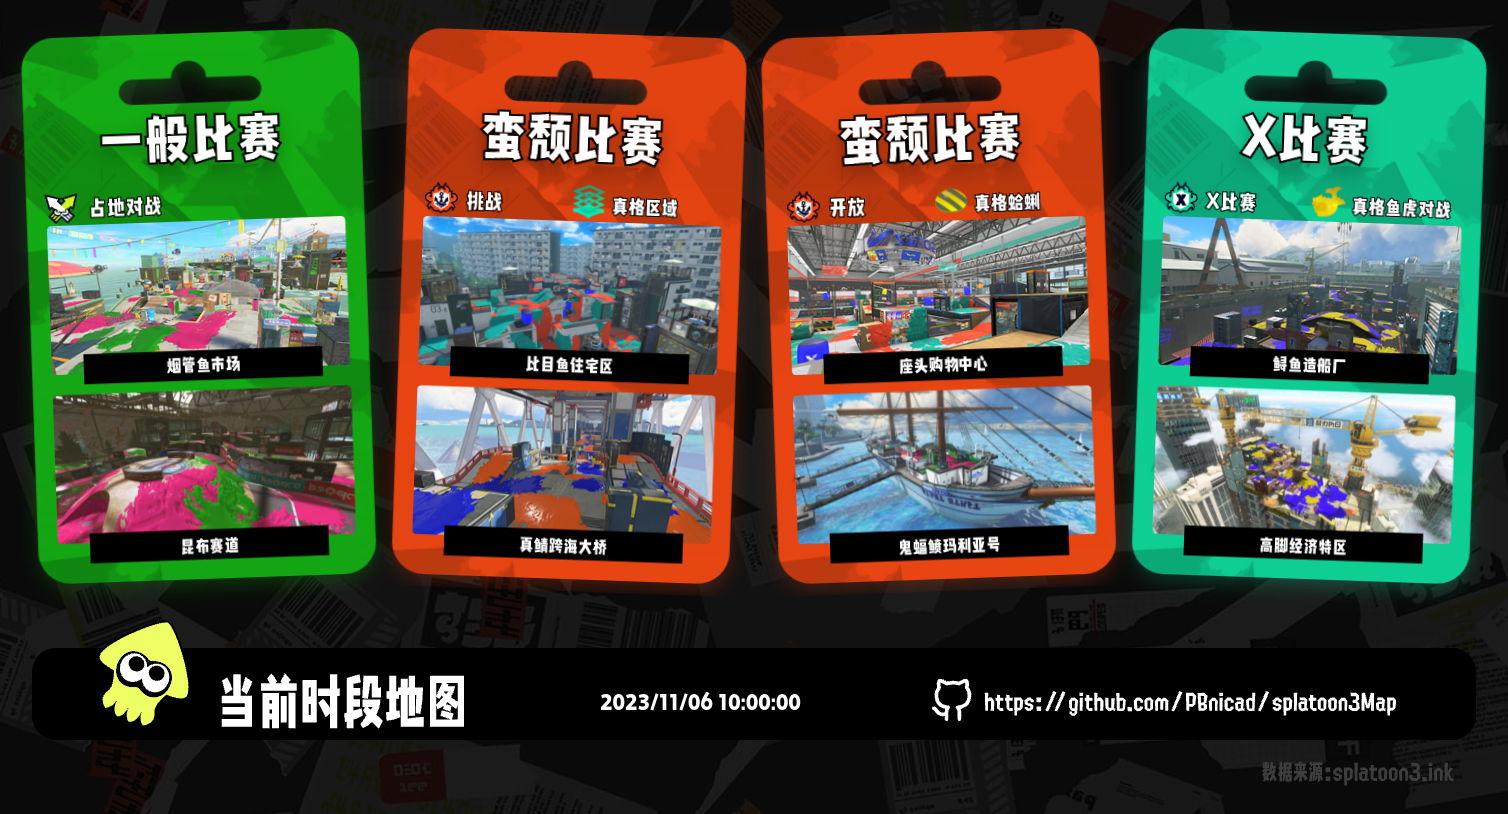 一般比赛
占地对战
烟管鱼市场
昆布赛道
蛮颓比赛
挑战
真格区域
比目鱼住宅区
真鲭跨海大桥
蛮颓比赛
开放
真格蛤蜊
座头购物中心
鬼蝠鲼玛利亚号
X比赛
X比赛
真格鱼虎对战
鲟鱼造船厂
高脚经济特区
当前时段地图
2023/11/06 10:00:00
https://github.com/PBnicad/splatoon3Map
数据来源:splatoon3.ink